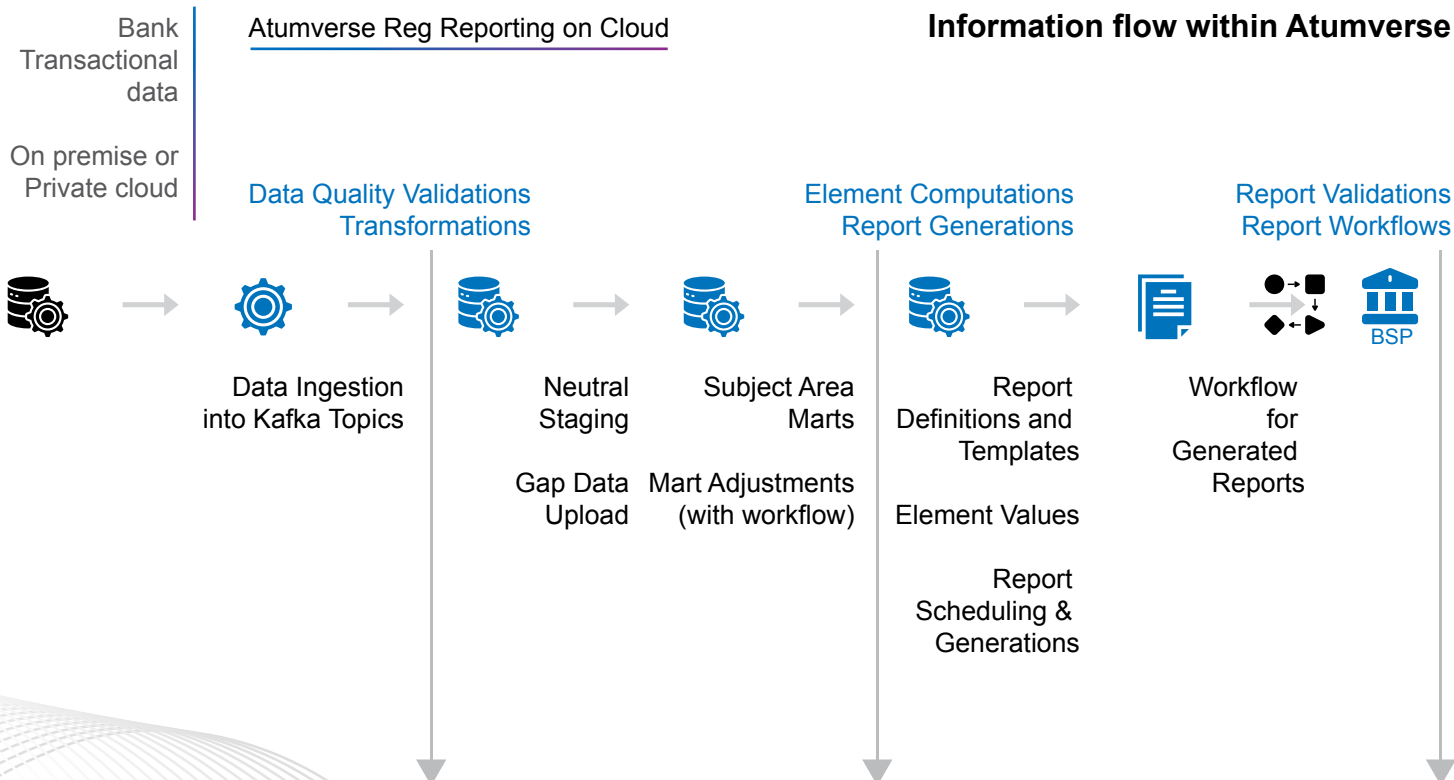 Bank
Transactional
data
On premise or
Private cloud
Atumverse Reg Reporting on Cloud
Information flow within Atumverse
Data Quality Validations
Transformations
Element Computations
Report Generations
Report Validations
Report Workflows
BSP
Data Ingestion
into Kafka Topics
Neutral
Staging
Gap Data
Upload
Subject Area
Marts
Mart Adjustments
(with workflow)
Report
Definitions and
Templates
Element Values
Report
Scheduling &
Generations
Workflow
for
Generated
Reports